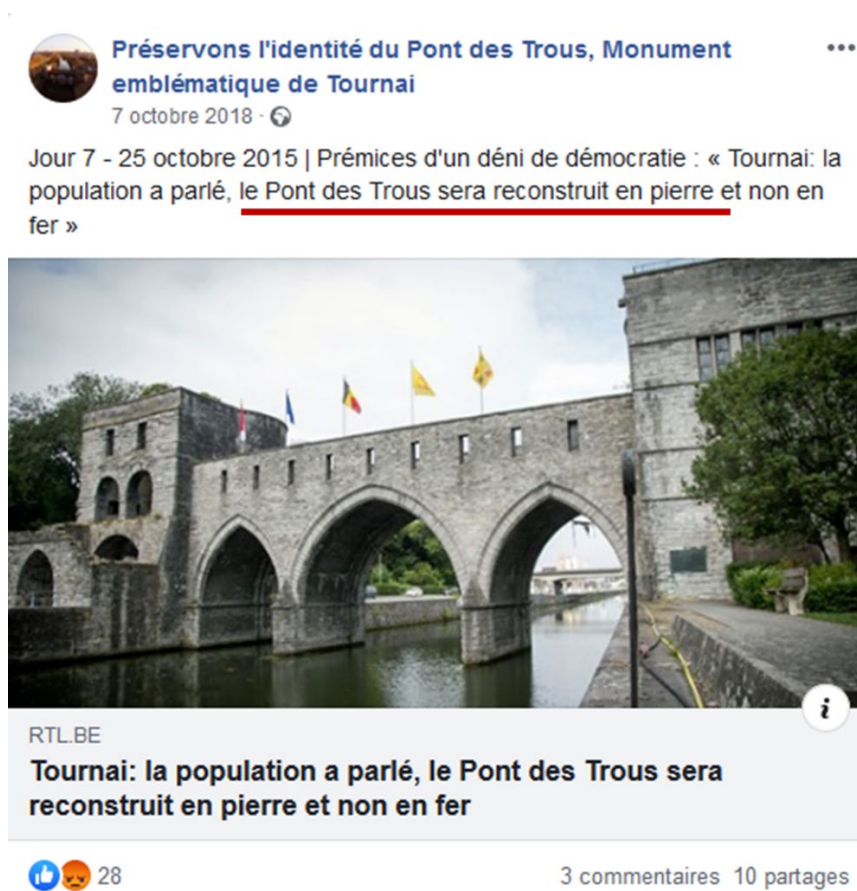 Préservons l'identité du Pont des Trous, Monument
emblématique de Tournai
7 octobre 2018 ·
Jour 7 - 25 octobre 2015 | Prémices d'un déni de démocratie : « Tournai: la
population a parlé, le Pont des Trous sera reconstruit en pierre et non en
fer »
RTL.BE
Tournai: la population a parlé, le Pont des Trous sera
reconstruit en pierre et non en fer
28
3 commentaires 10 partages